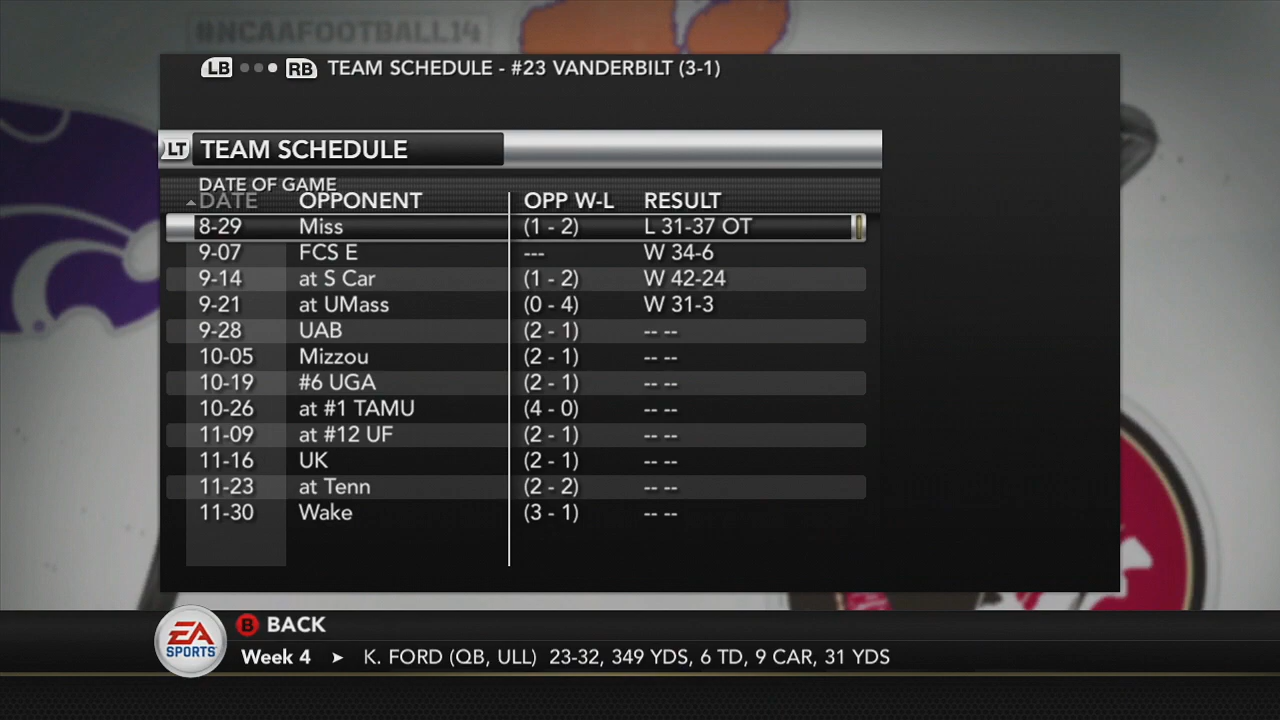 #NCAAFOOTBALL14
LB RB TEAM SCHEDULE - #23 VANDERBILT (3-1)
LT TEAM SCHEDULE
DATE OF GAME
DATE OPPONENT OPP W-L RESULT
8-29 Miss (1 - 2) L 31-37 OT
9-07 FCS E --- W 34-6
9-14 at S Car (1 - 2) W 42-24
9-21 at UMass (0 - 4) W 31-3
9-28 UAB (2 - 1) -- --
10-05 Mizzou (2 - 1) -- --
10-19 #6 UGA (2 - 1) -- --
10-26 at #1 TAMU (4 - 0) -- --
11-09 at #12 UF (2 - 1) -- --
11-16 UK (2 - 1) -- --
11-23 at Tenn (2 - 2) -- --
11-30 Wake (3 - 1) -- --
EA SPORTS
B BACK
Week 4 ➤ K. FORD (QB, ULL) 23-32, 349 YDS, 6 TD, 9 CAR, 31 YDS